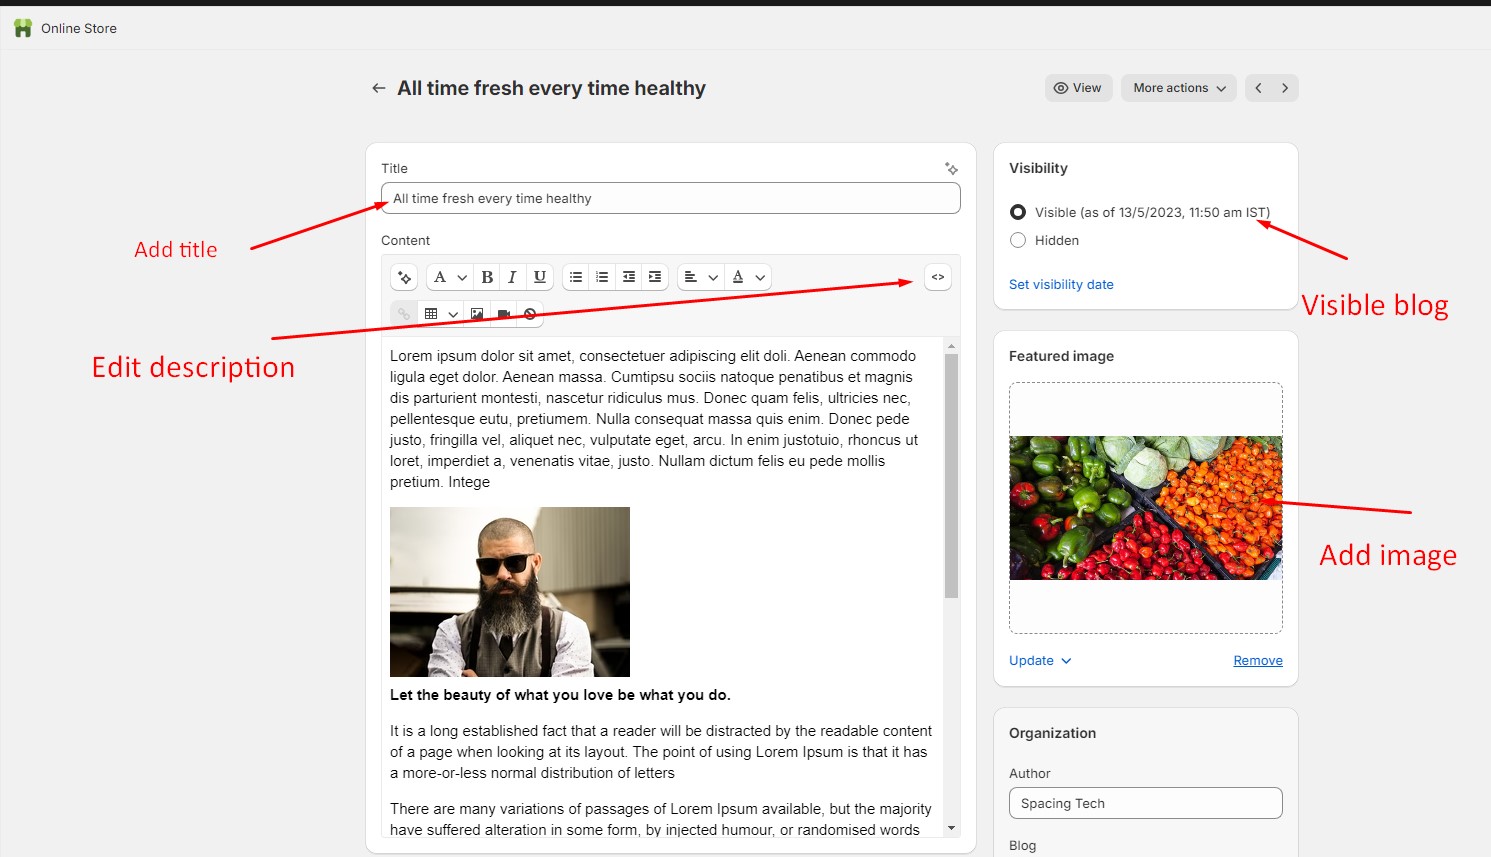 Online Store
All time fresh every time healthy
View
More actions
Title
All time fresh every time healthy
Add title
Content
A
B
I
U
A
<>
Edit description
Lorem ipsum dolor sit amet, consectetuer adipiscing elit doli. Aenean commodo
ligula eget dolor. Aenean massa. Cumtipsu sociis natoque penatibus et magnis
dis parturient montesti, nascetur ridiculus mus. Donec quam felis, ultricies nec,
pellentesque eutu, pretiumem. Nulla consequat massa quis enim. Donec pede
justo, fringilla vel, aliquet nec, vulputate eget, arcu. In enim justotuio, rhoncus ut
loret, imperdiet a, venenatis vitae, justo. Nullam dictum felis eu pede mollis
pretium. Intege
Let the beauty of what you love be what you do.
It is a long established fact that a reader will be distracted by the readable content
of a page when looking at its layout. The point of using Lorem Ipsum is that it has
a more-or-less normal distribution of letters
There are many variations of passages of Lorem Ipsum available, but the majority
have suffered alteration in some form, by injected humour, or randomised words
Visibility
Visible (as of 13/5/2023, 11:50 am IST)
Hidden
Set visibility date
Visible blog
Featured image
Add image
Update
Remove
Organization
Author
Spacing Tech
Blog